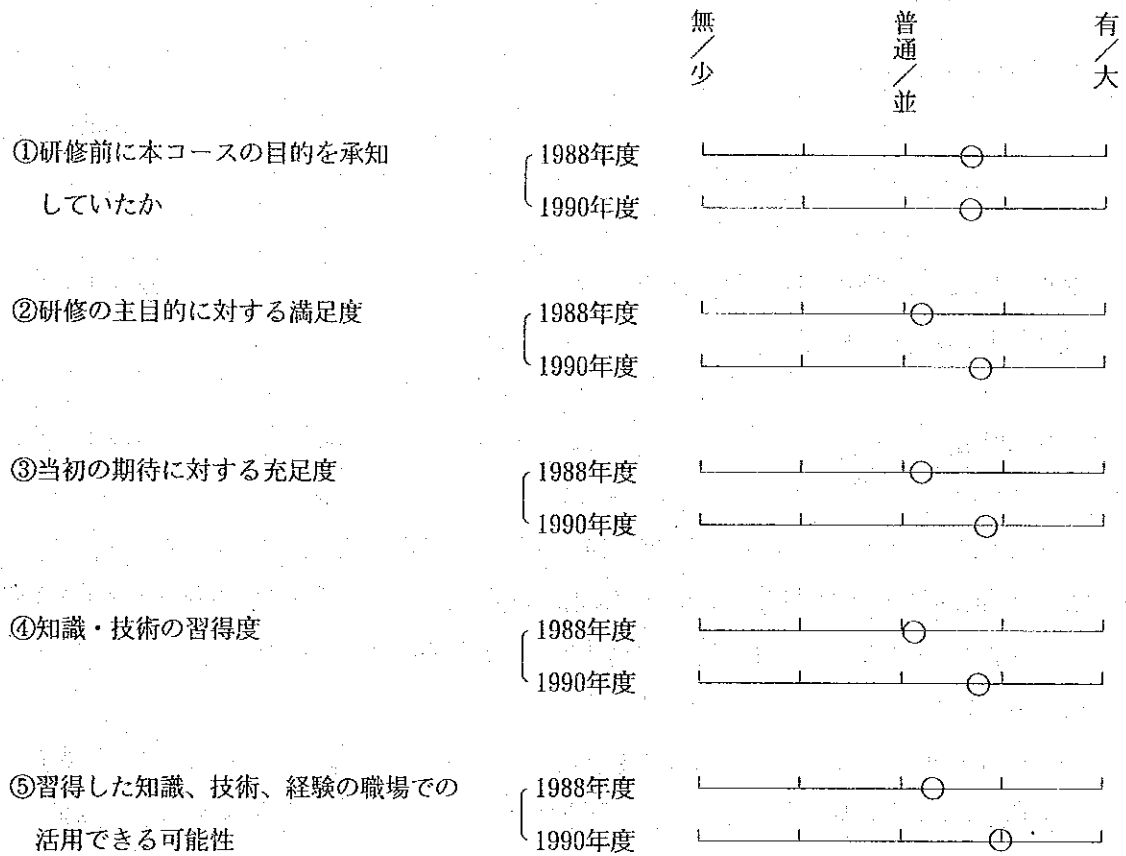 無／少
普通／並
有／大
①研修前に本コースの目的を承知
していたか
1988年度
1990年度
②研修の主目的に対する満足度
1988年度
1990年度
③当初の期待に対する充足度
1988年度
1990年度
④知識・技術の習得度
1988年度
1990年度
⑤習得した知識、技術、経験の職場での
活用できる可能性
1988年度
1990年度